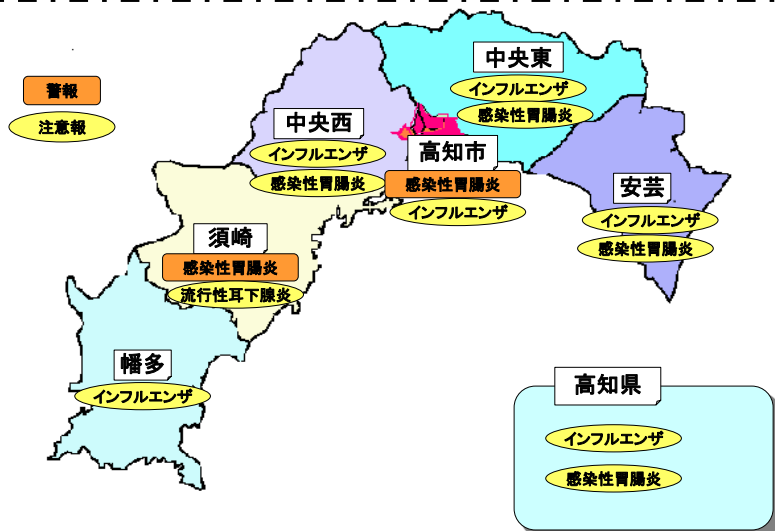 警報
注意報
中央東
インフルエンザ
感染性胃腸炎
中央西
インフルエンザ
感染性胃腸炎
高知市
感染性胃腸炎
インフルエンザ
安芸
インフルエンザ
感染性胃腸炎
須崎
感染性胃腸炎
流行性耳下腺炎
幡多
インフルエンザ
高知県
インフルエンザ
感染性胃腸炎